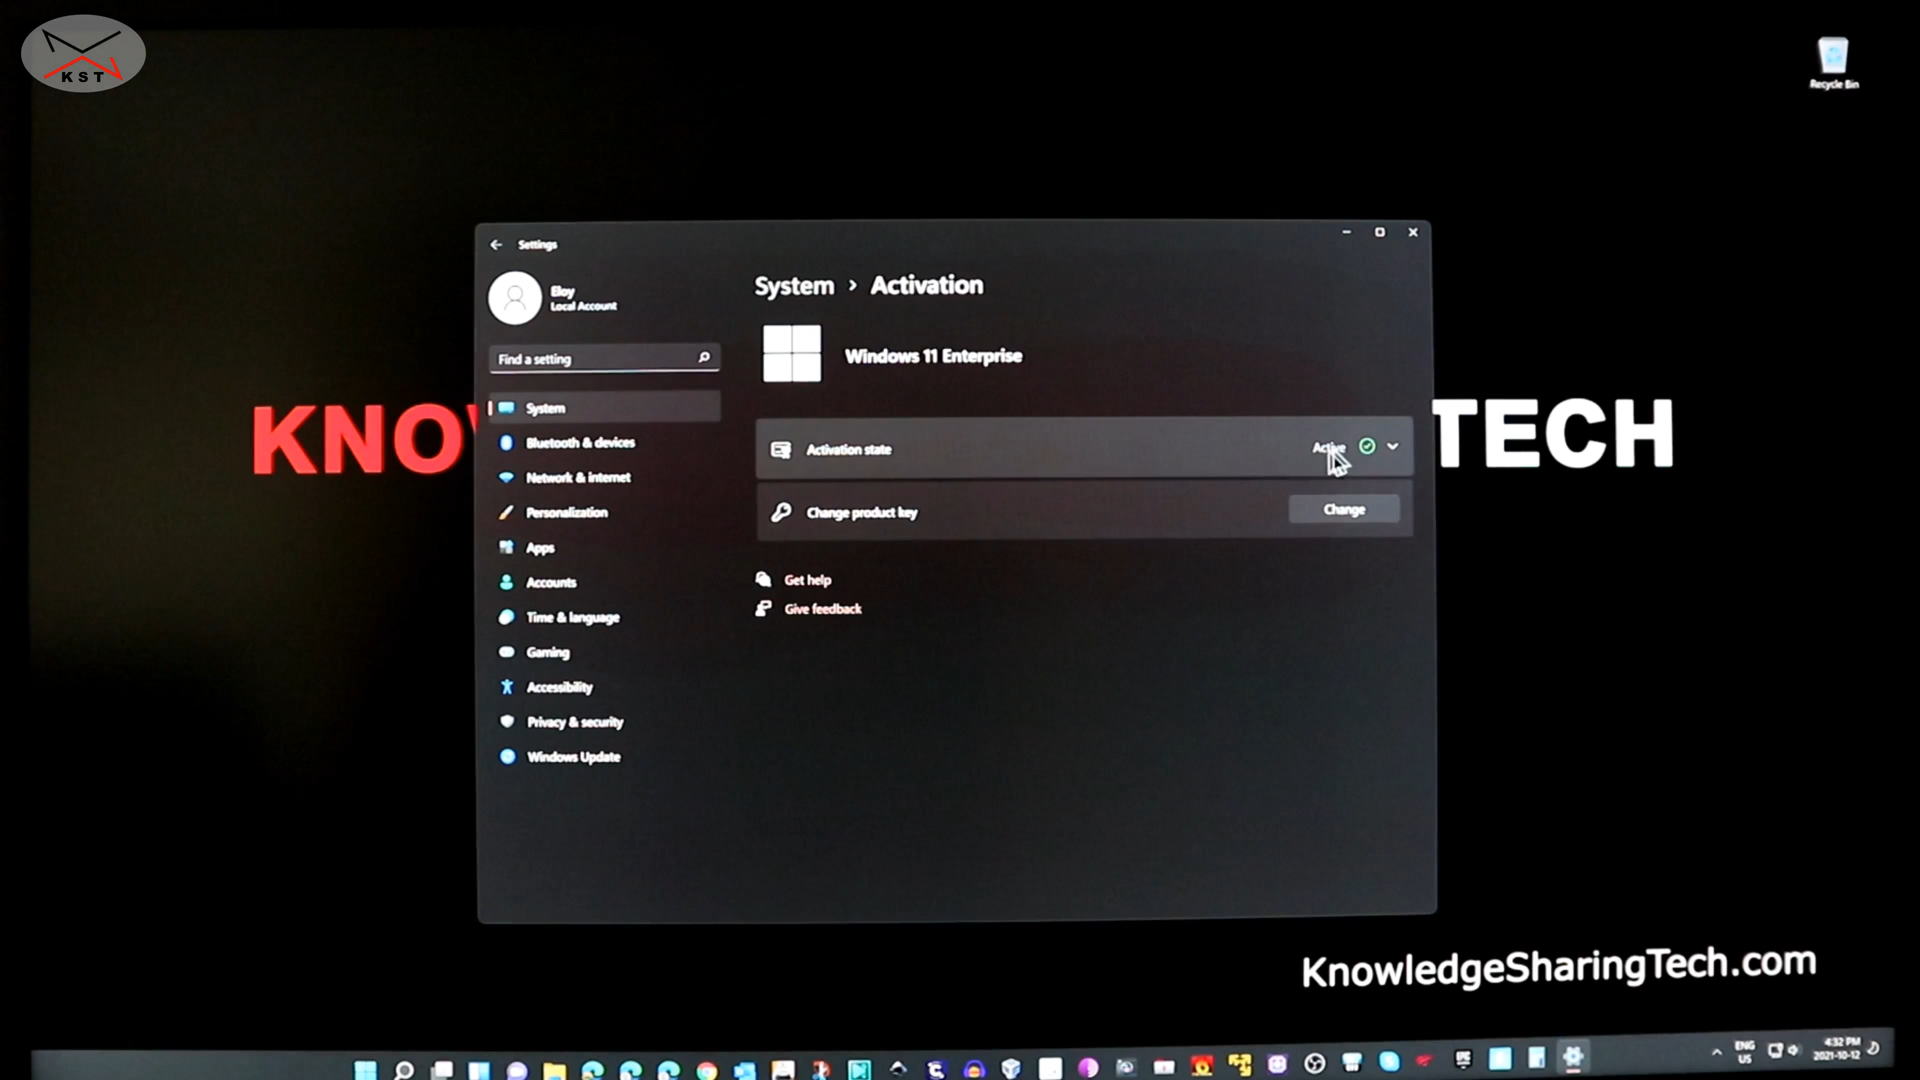 KST
Recycle Bin
Settings
Eloy
Local Account
Find a setting
System
Bluetooth & devices
Network & internet
Personalization
Apps
Accounts
Time & language
Gaming
Accessibility
Privacy & security
Windows Update
System > Activation
Windows 11 Enterprise
Activation state
Active
Change product key
Change
Get help
Give feedback
KNO
TECH
KnowledgeSharingTech.com
ENG
US
4:32 PM
2021-10-12